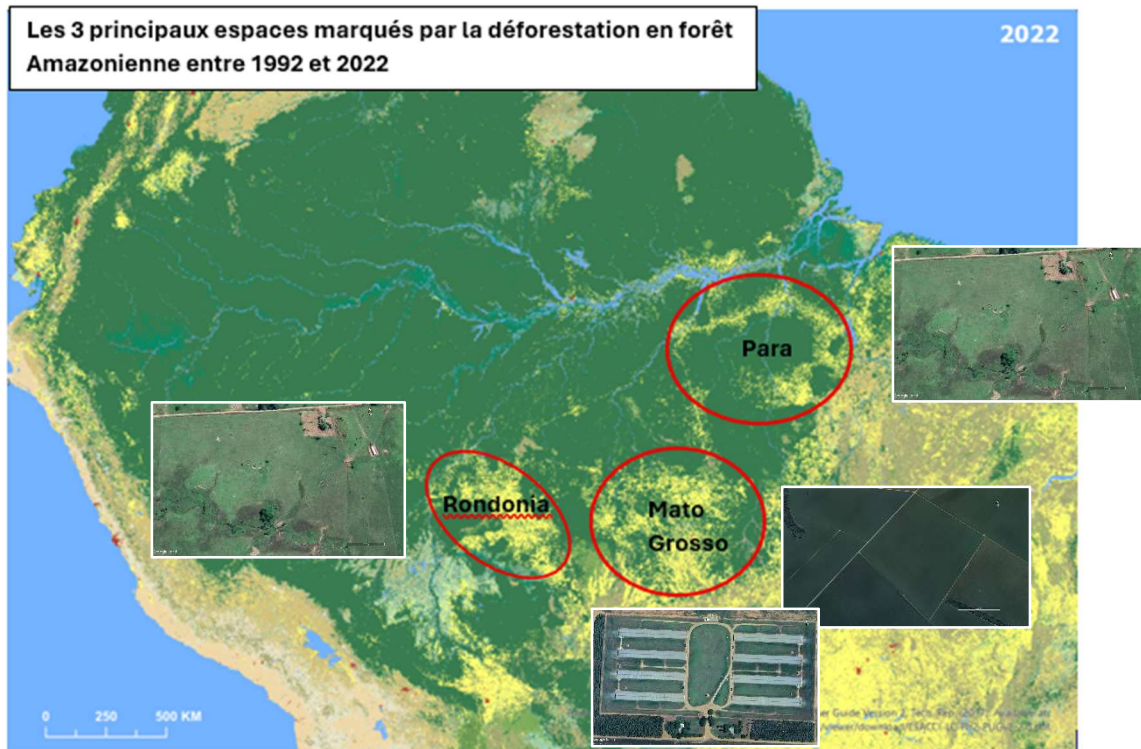 Les 3 principaux espaces marqués par la déforestation en forêt
Amazonienne entre 1992 et 2022
2022
Para
Rondonia
Mato
Grosso
0 250 500 KM